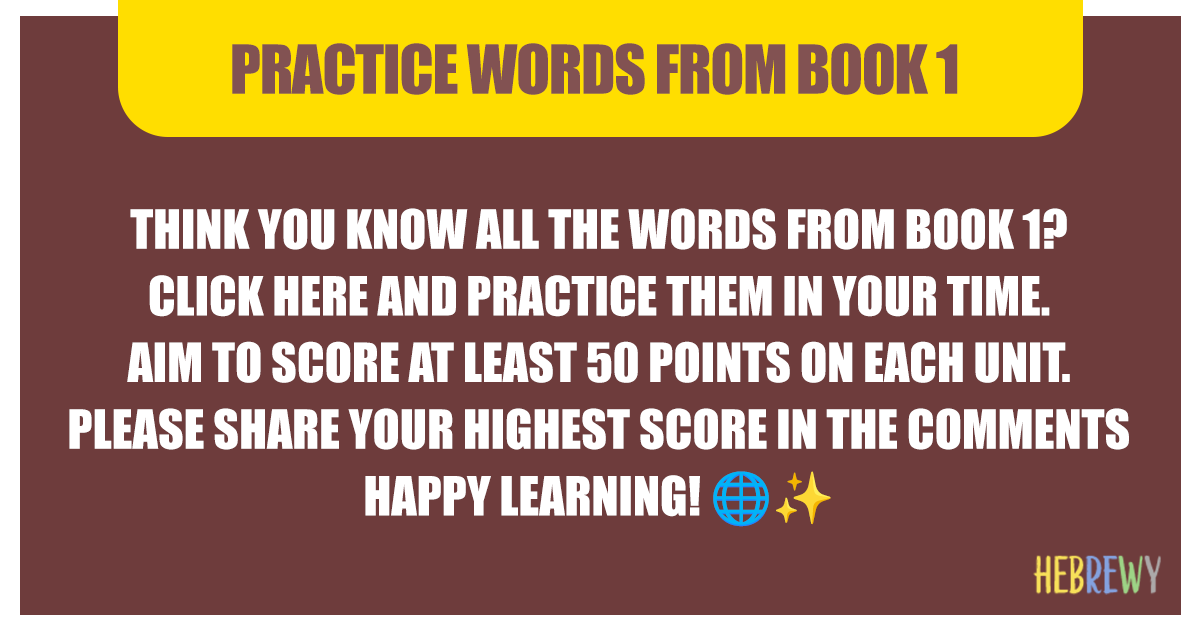 PRACTICE WORDS FROM BOOK 1
THINK YOU KNOW ALL THE WORDS FROM BOOK 1?
CLICK HERE AND PRACTICE THEM IN YOUR TIME.
AIM TO SCORE AT LEAST 50 POINTS ON EACH UNIT.
PLEASE SHARE YOUR HIGHEST SCORE IN THE COMMENTS
HAPPY LEARNING! 🌐✨
HEBREWY